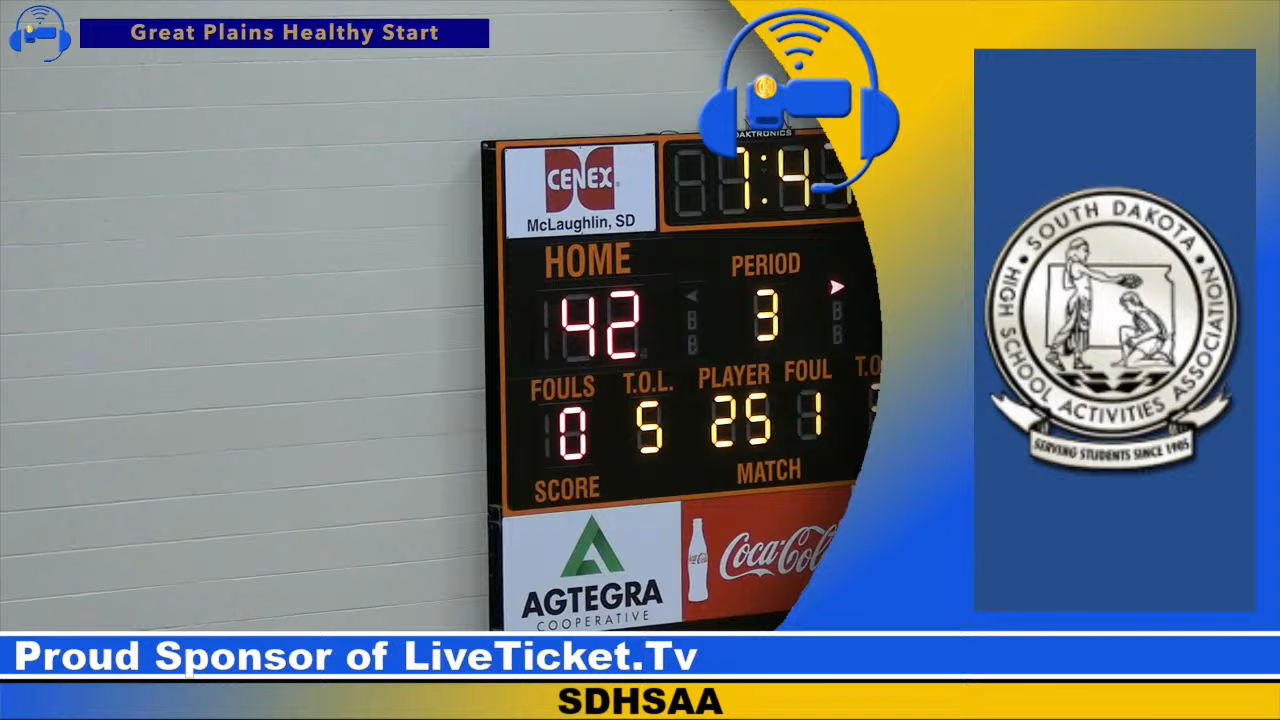 Great Plains Healthy Start
DAKTRONICS
CENEX
McLaughlin, SD
7:4
HOME
PERIOD
42
3
B
B
B
B
FOULS T.O.L. PLAYER FOUL T.O
0 5 25 1
SCORE
MATCH
AGTEGRA
COOPERATIVE
Coca-Col
SOUTH DAKOTA
HIGH SCHOOL ACTIVITIES ASSOCIATION
SERVING STUDENTS SINCE 1905
Proud Sponsor of LiveTicket.Tv
SDHSAA